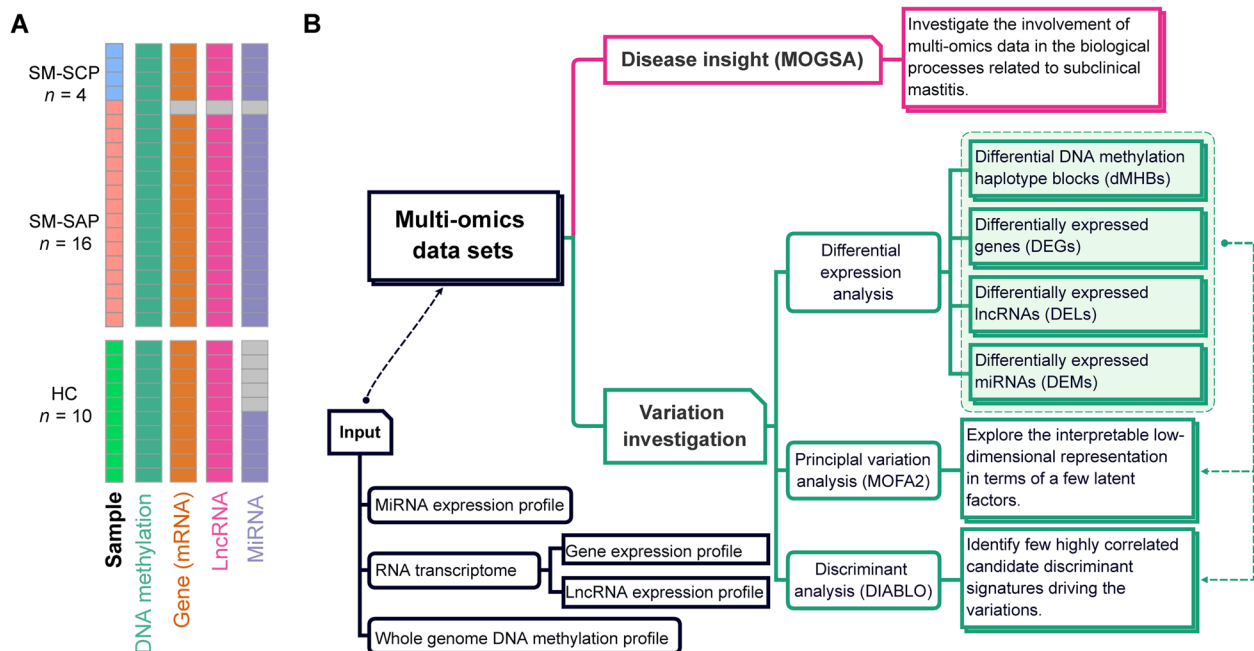 A
SM-SCP
n = 4
SM-SAP
n = 16
HC
n = 10
Sample
DNA methylation
Gene (mRNA)
LncRNA
MiRNA
B
Multi-omics
data sets
Input
MiRNA expression profile
RNA transcriptome
Gene expression profile
LncRNA expression profile
Whole genome DNA methylation profile
Disease insight (MOGSA)
Investigate the involvement of
multi-omics data in the biological
processes related to subclinical
mastitis.
Variation
investigation
Differential
expression
analysis
Differential DNA methylation
haplotype blocks (dMHBs)
Differentially expressed
genes (DEGs)
Differentially expressed
lncRNAs (DELs)
Differentially expressed
miRNAs (DEMs)
Principlal variation
analysis (MOFA2)
Explore the interpretable low-
dimensional representation
in terms of a few latent
factors.
Discriminant
analysis (DIABLO)
Identify few highly correlated
candidate discriminant
signatures driving the
variations.